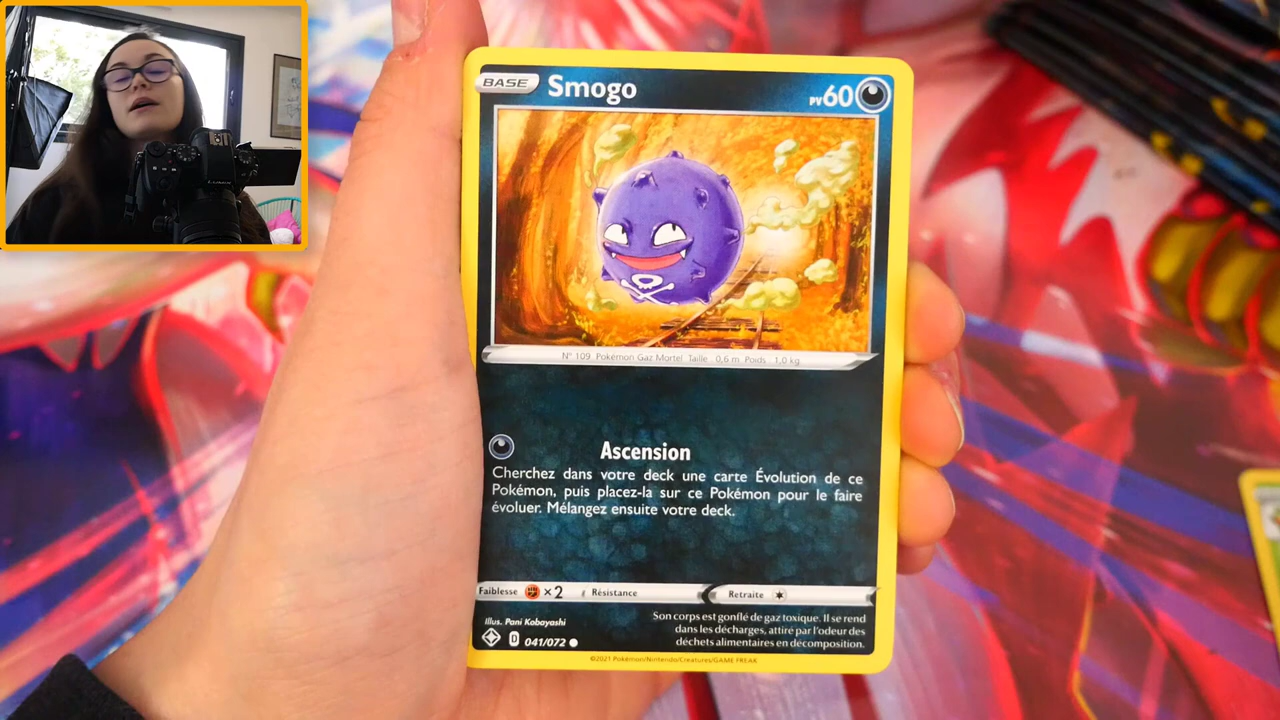 BASE Smogo PV60
N° 109 Pokémon Gaz Mortel Taille : 0,6 m Poids : 1,0 kg
Ascension
Cherchez dans votre deck une carte Évolution de ce
Pokémon, puis placez-la sur ce Pokémon pour le faire
évoluer. Mélangez ensuite votre deck.
Faiblesse ×2 Résistance Retraite
Illus. Pani Kobayashi
D 041/072
Son corps est gonflé de gaz toxique. Il se rend
dans les décharges, attiré par l'odeur des
déchets alimentaires en décomposition.
©2021 Pokémon/Nintendo/Creatures/GAME FREAK